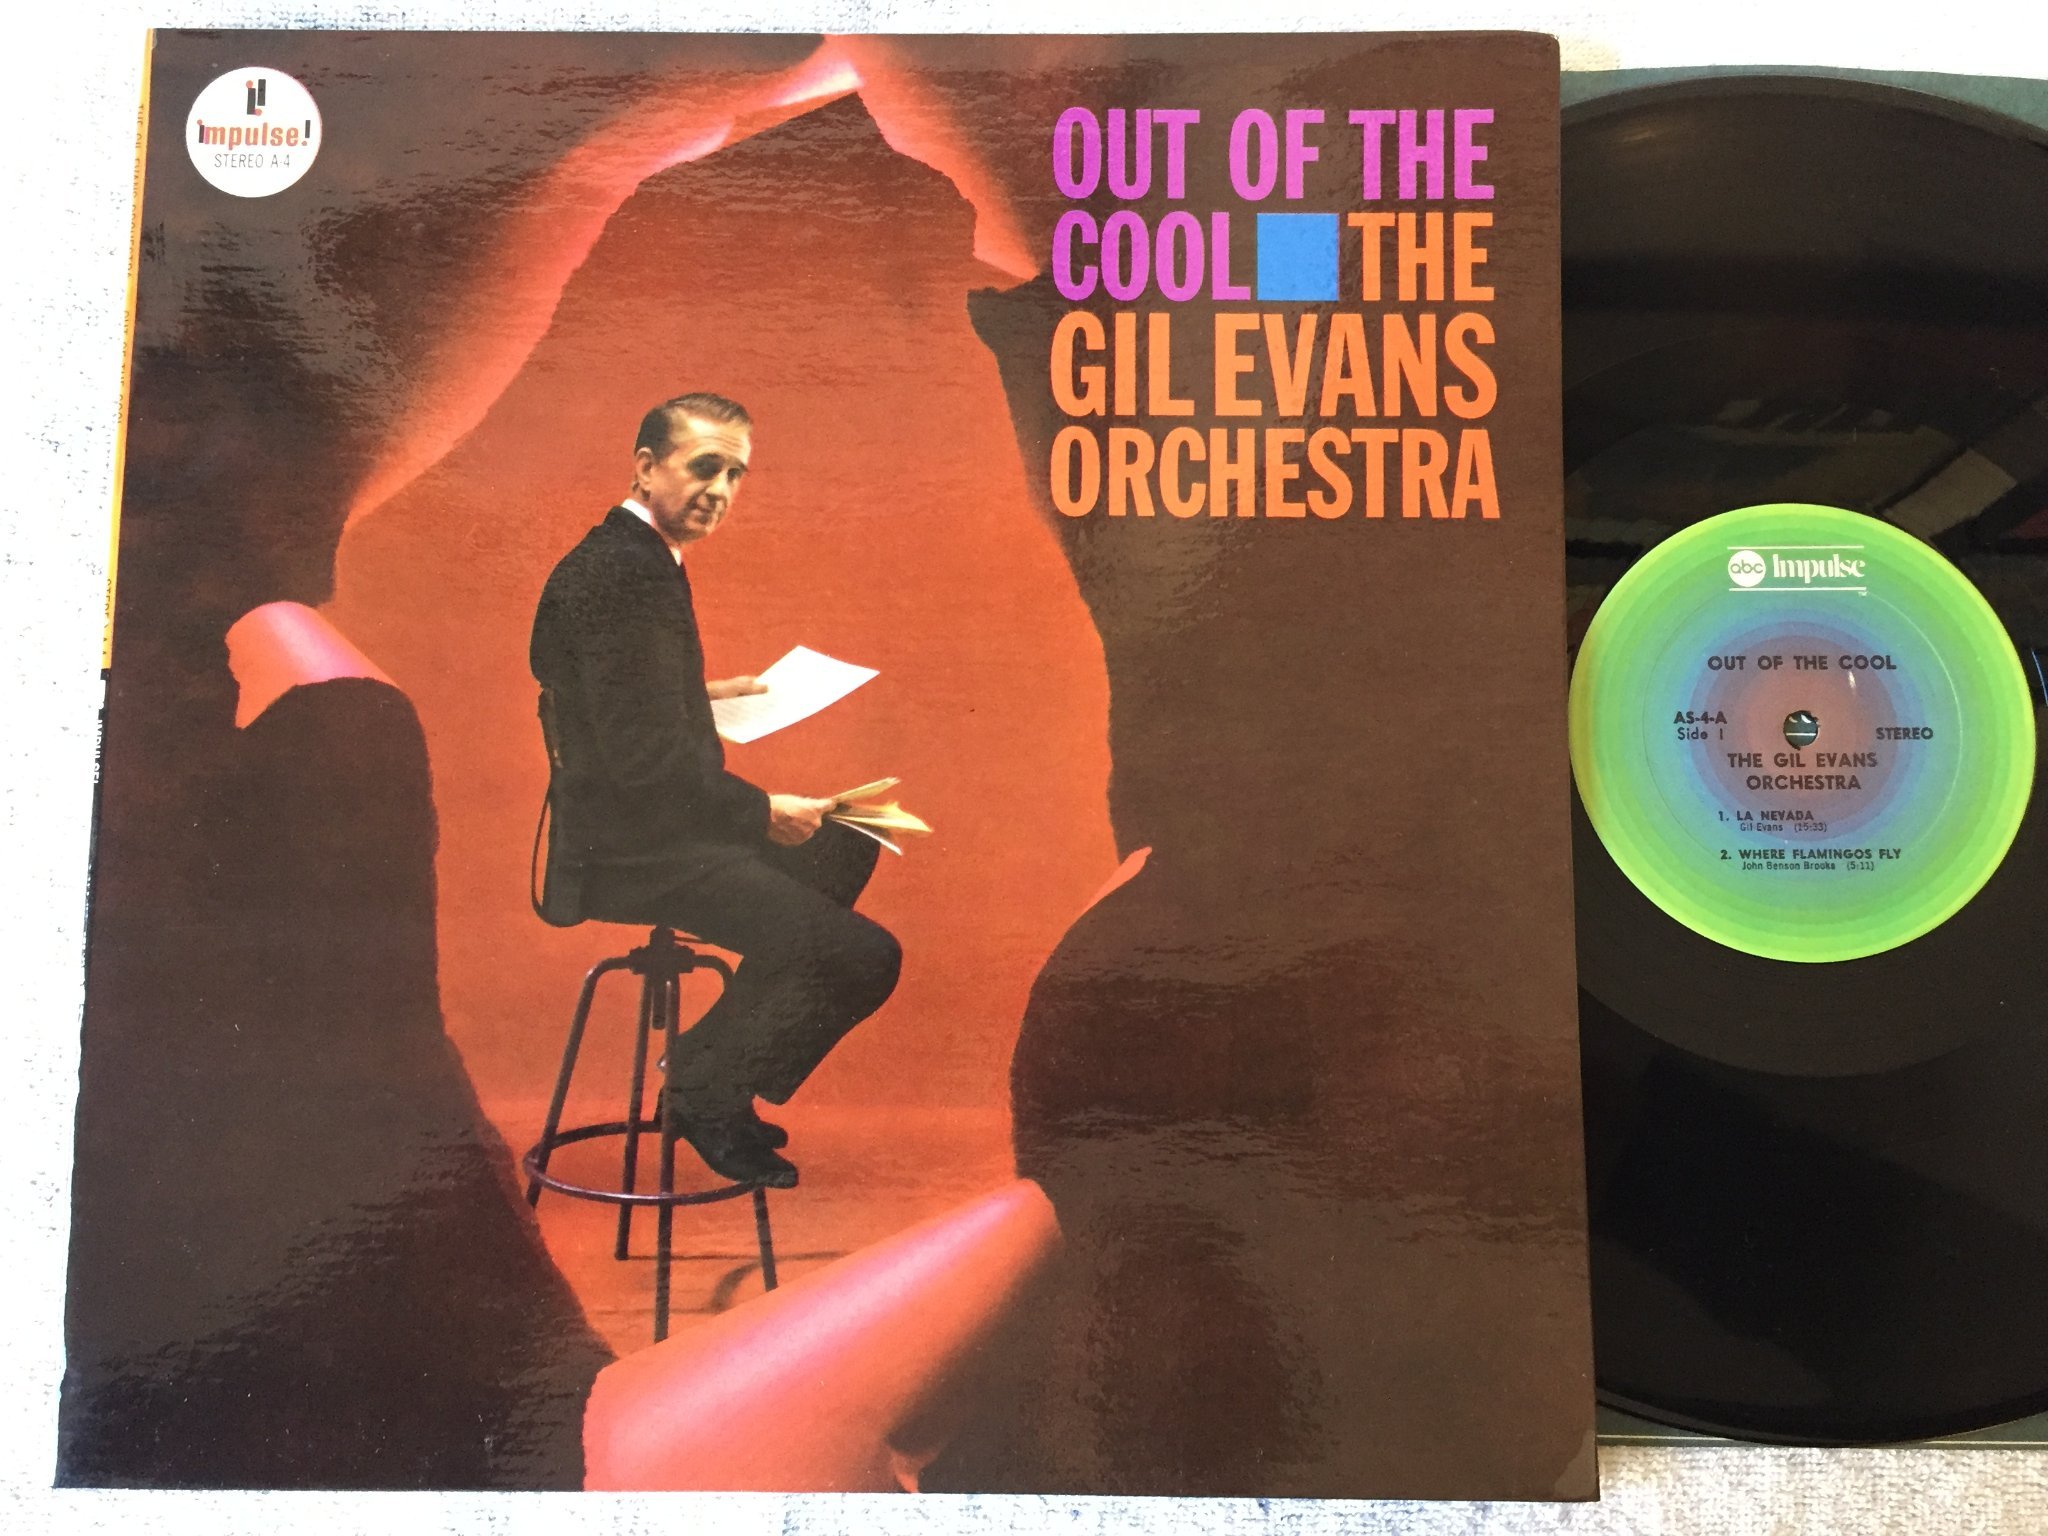 impulse!
STEREO A-4
OUT OF THE
COOL THE
GIL EVANS
ORCHESTRA
abc Impulse
TM
OUT OF THE COOL
AS-4-A
Side 1
STEREO
THE GIL EVANS
ORCHESTRA
1. LA NEVADA
Gil Evans (15:33)
2. WHERE FLAMINGOS FLY
John Benson Brooks (5:11)